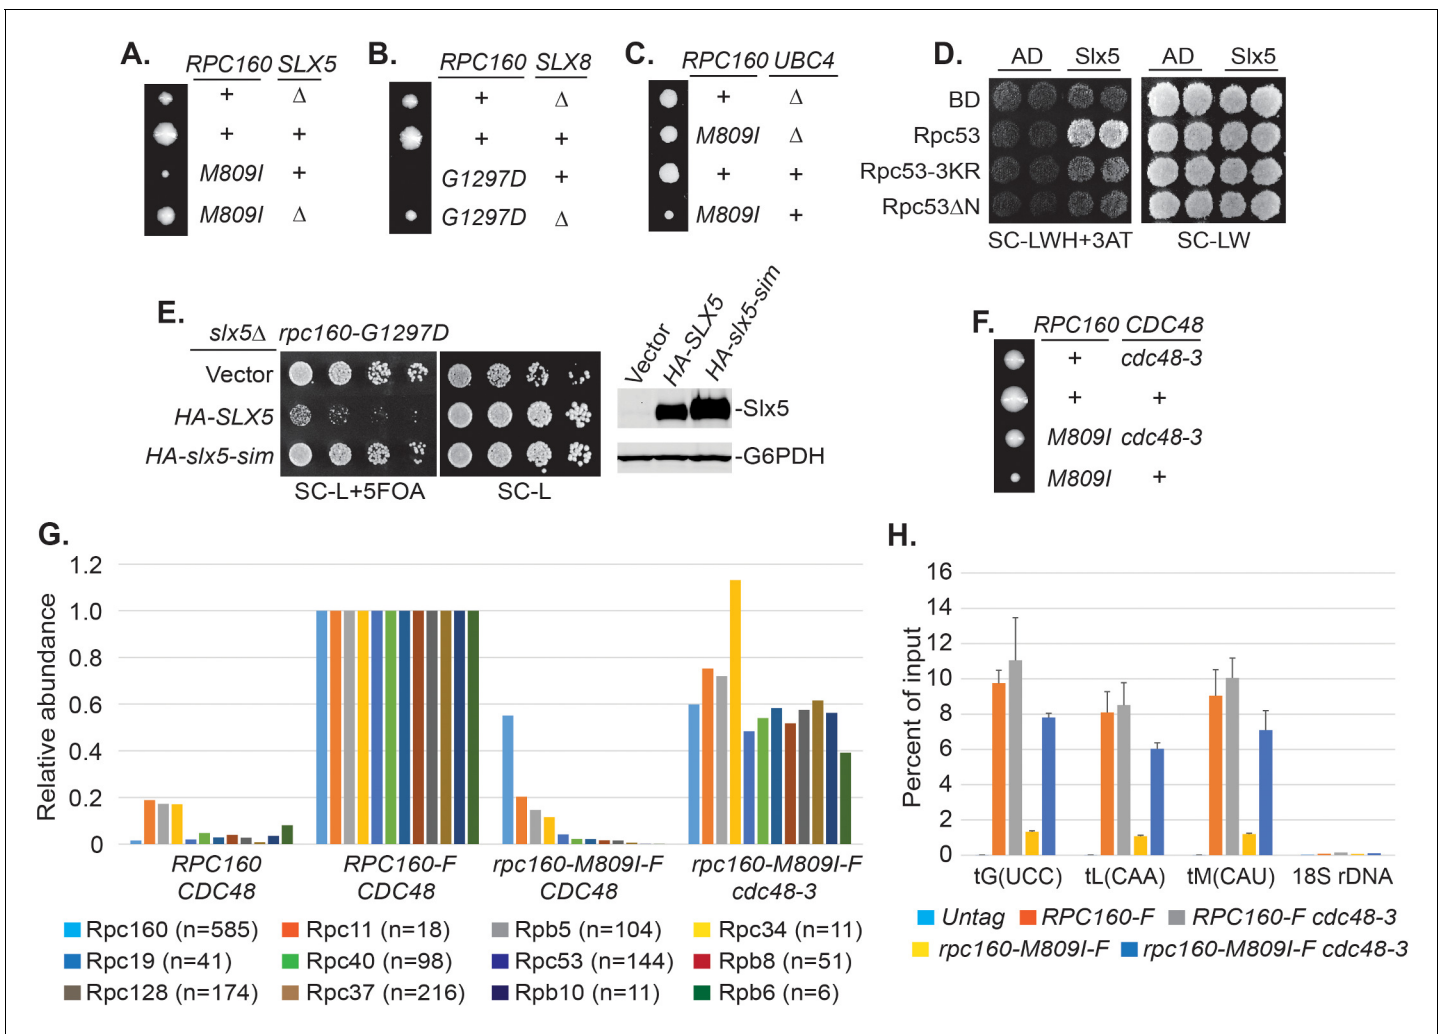 A.
RPC160 SLX5
+ Δ
+ +
M809I +
M809I Δ
B.
RPC160 SLX8
+ Δ
+ +
G1297D +
G1297D Δ
C.
RPC160 UBC4
+ Δ
M809I Δ
+ +
M809I +
D.
AD Slx5 AD Slx5
BD
Rpc53
Rpc53-3KR
Rpc53ΔN
SC-LWH+3AT SC-LW
E.
slx5Δ rpc160-G1297D
Vector
HA-SLX5
HA-slx5-sim
SC-L+5FOA SC-L
Vector
HA-SLX5
HA-slx5-sim
-Slx5
-G6PDH
F.
RPC160 CDC48
+ cdc48-3
+ +
M809I cdc48-3
M809I +
G.
Relative abundance
1.2
1.0
0.8
0.6
0.4
0.2
0
RPC160 CDC48
RPC160-F CDC48
rpc160-M809I-F CDC48
rpc160-M809I-F cdc48-3
Rpc160 (n=585) Rpc11 (n=18) Rpb5 (n=104) Rpc34 (n=11)
Rpc19 (n=41) Rpc40 (n=98) Rpc53 (n=144) Rpb8 (n=51)
Rpc128 (n=174) Rpc37 (n=216) Rpb10 (n=11) Rpb6 (n=6)
H.
Percent of input
16
14
12
10
8
6
4
2
0
tG(UCC) tL(CAA) tM(CAU) 18S rDNA
Untag RPC160-F RPC160-F cdc48-3
rpc160-M809I-F rpc160-M809I-F cdc48-3